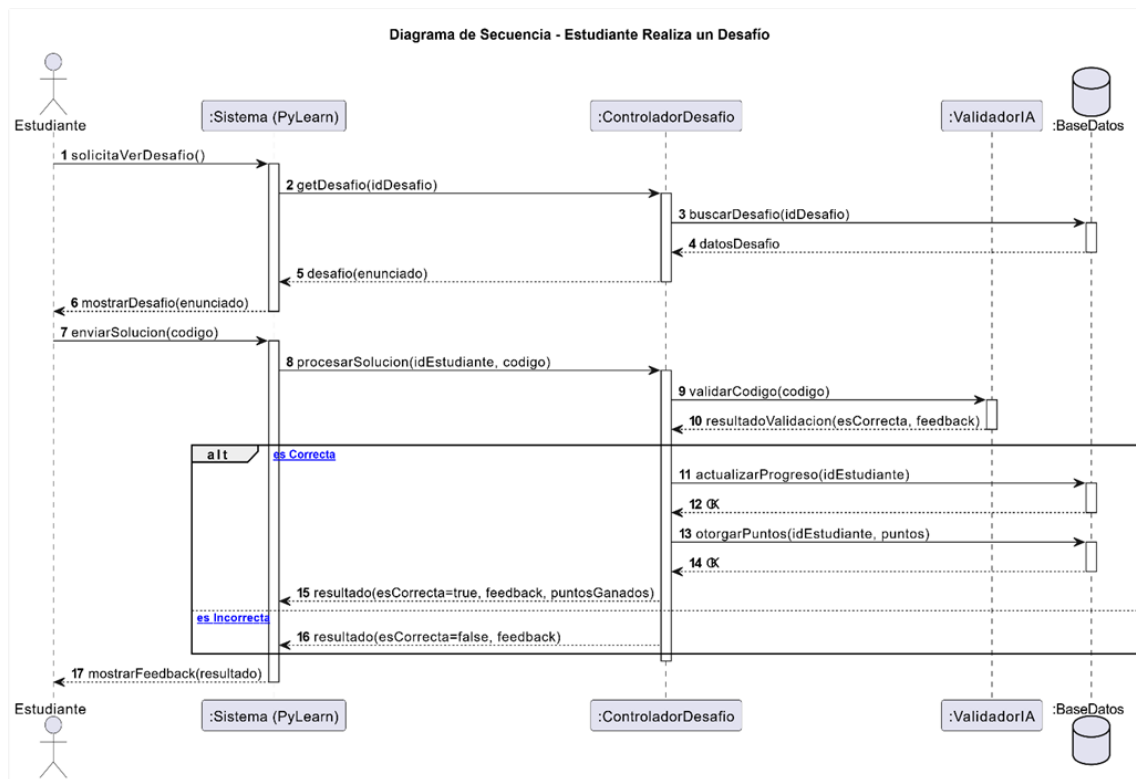 Diagrama de Secuencia - Estudiante Realiza un Desafío
Estudiante
:Sistema (PyLearn)
:ControladorDesafio
:ValidadorIA
:BaseDatos
1 solicitaVerDesafio()
2 getDesafio(idDesafio)
3 buscarDesafio(idDesafio)
4 datosDesafio
5 desafio(enunciado)
6 mostrarDesafio(enunciado)
7 enviarSolucion(codigo)
8 procesarSolucion(idEstudiante, codigo)
9 validarCodigo(codigo)
10 resultadoValidacion(esCorrecta, feedback)
alt
es Correcta
11 actualizarProgreso(idEstudiante)
12 OK
13 otorgarPuntos(idEstudiante, puntos)
14 OK
15 resultado(esCorrecta=true, feedback, puntosGanados)
es Incorrecta
16 resultado(esCorrecta=false, feedback)
17 mostrarFeedback(resultado)
Estudiante
:Sistema (PyLearn)
:ControladorDesafio
:ValidadorIA
:BaseDatos